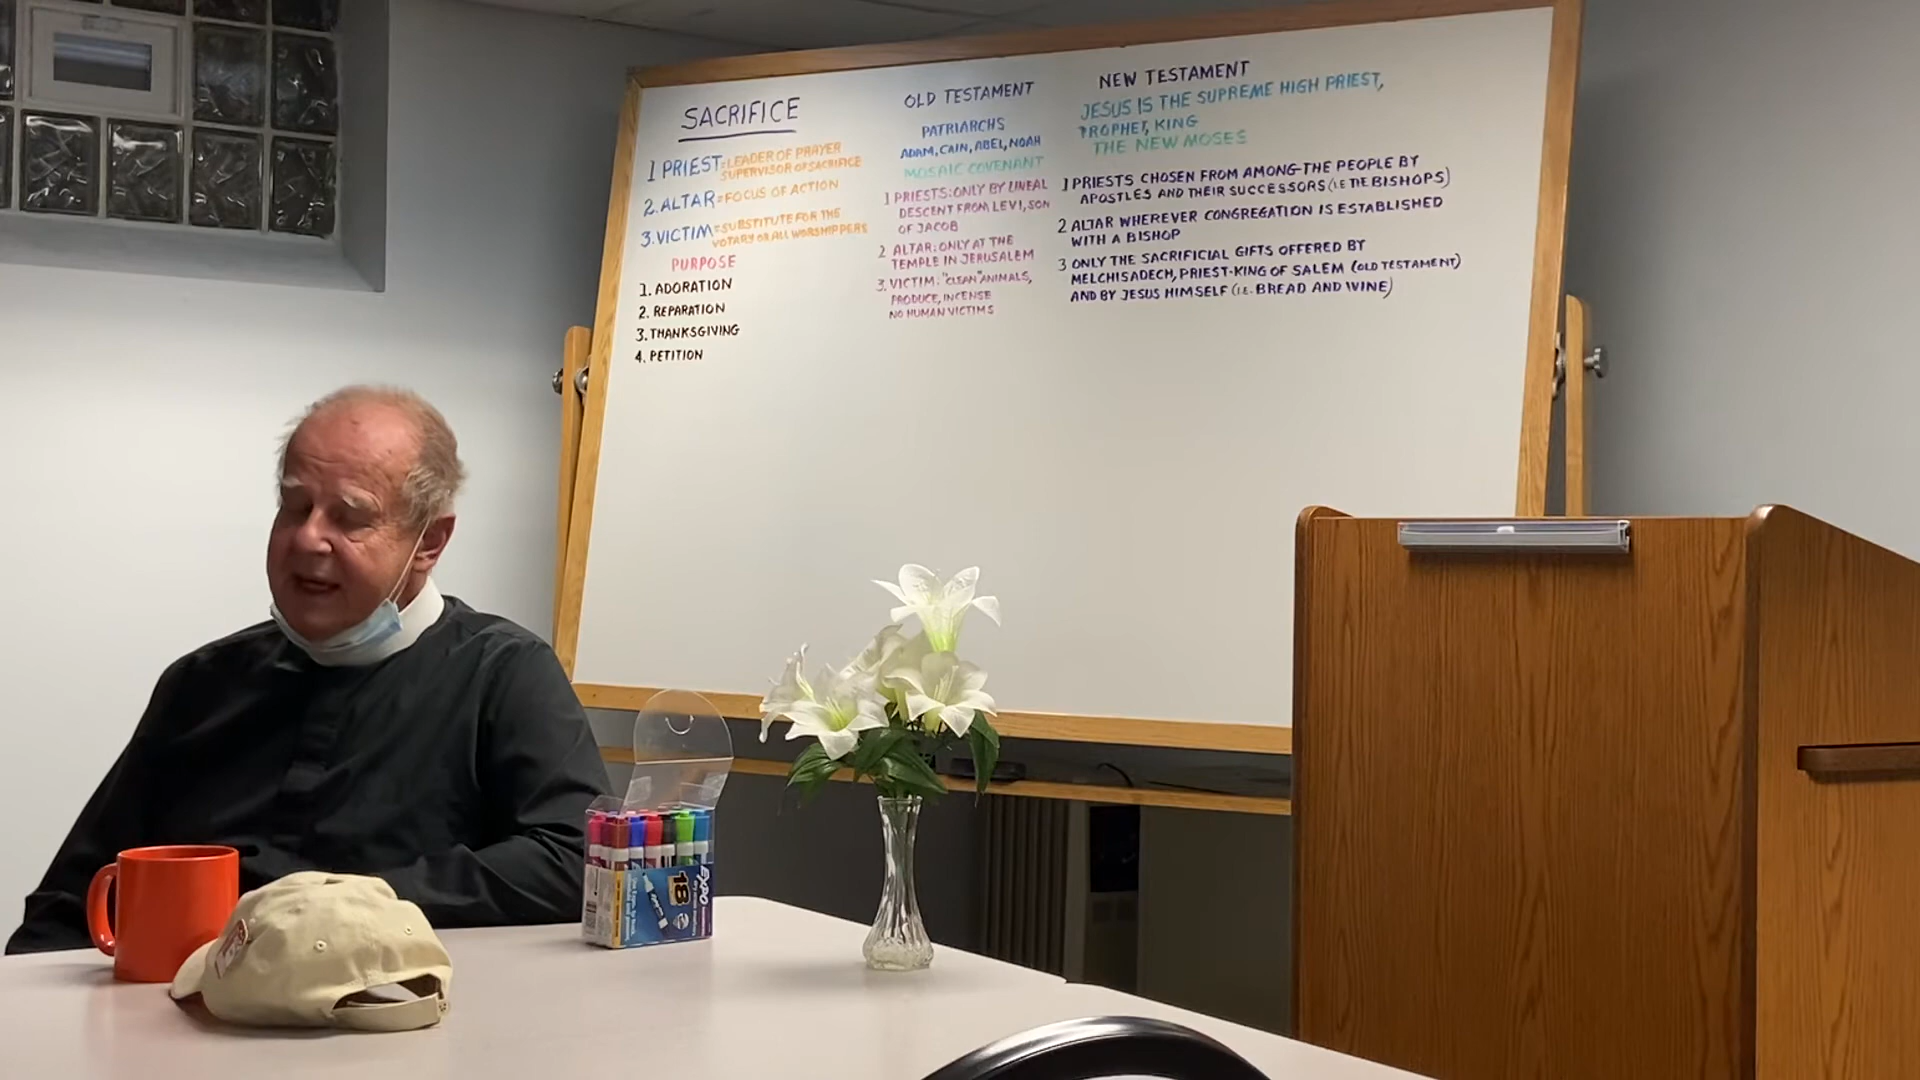 SACRIFICE
1 PRIEST=LEADER OF PRAYER
SUPERVISOR OF SACRIFICE
2. ALTAR=FOCUS OF ACTION
3. VICTIM=SUBSTITUTE FOR THE
VOTARY OR ALL WORSHIPPERS
PURPOSE
1. ADORATION
2. REPARATION
3. THANKSGIVING
4. PETITION
OLD TESTAMENT
PATRIARCHS
ADAM, CAIN, ABEL, NOAH
MOSAIC COVENANT
1 PRIESTS: ONLY BY LINEAL
DESCENT FROM LEVI, SON
OF JACOB
2 ALTAR: ONLY AT THE
TEMPLE IN JERUSALEM
3. VICTIM: "CLEAN" ANIMALS,
PRODUCE, INCENSE
NO HUMAN VICTIMS
NEW TESTAMENT
JESUS IS THE SUPREME HIGH PRIEST,
PROPHET, KING
THE NEW MOSES
1 PRIESTS CHOSEN FROM AMONG THE PEOPLE BY
APOSTLES AND THEIR SUCCESSORS (I.E THE BISHOPS)
2 ALTAR WHEREVER CONGREGATION IS ESTABLISHED
WITH A BISHOP
3 ONLY THE SACRIFICIAL GIFTS OFFERED BY
MELCHISADECH, PRIEST-KING OF SALEM (OLD TESTAMENT)
AND BY JESUS HIMSELF (I.E. BREAD AND WINE)
EXPO
18